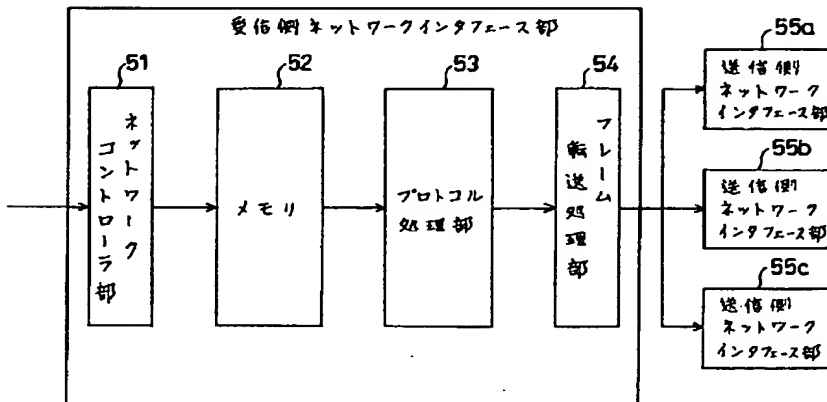 受信側ネットワークインタフェース部
51
ネットワーク
コントローラ部
52
メモリ
53
プロトコル
処理部
54
フレーム
転送処理部
55a
送信側
ネットワーク
インタフェース部
55b
送信側
ネットワーク
インタフェース部
55c
送信側
ネットワーク
インタフェース部